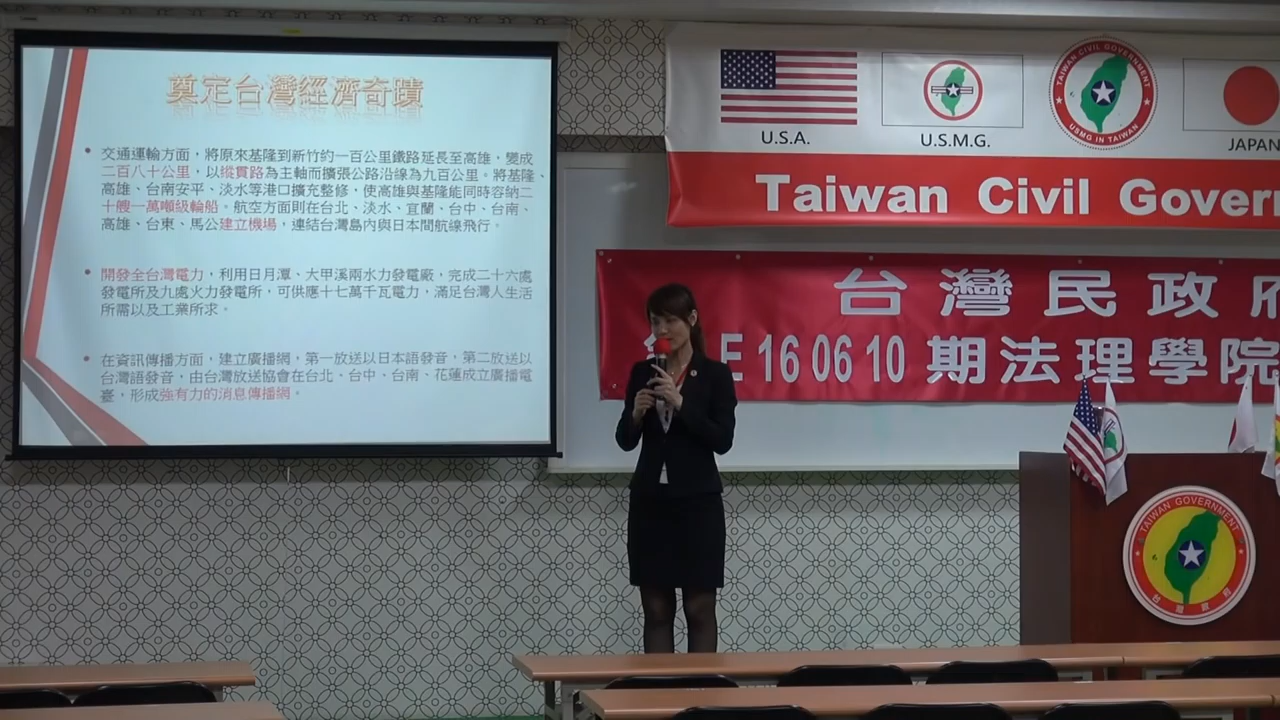 奠定台灣經濟奇蹟
• 交通運輸方面，將原來基隆到新竹約一百公里鐵路延長至高雄，變成
二百八十公里，以縱貫路為主軸而擴張公路沿線為九百公里。將基隆、
高雄、台南安平、淡水等港口擴充整修，使高雄與基隆能同時容納二
十艘一萬噸級輪船。航空方面則在台北、淡水、宜蘭、台中、台南、
高雄、台東、馬公建立機場，連結台灣島內與日本間航線飛行。
• 開發全台灣電力，利用日月潭、大甲溪兩水力發電廠，完成二十六處
發電所及九處火力發電所，可供應十七萬千瓦電力，滿足台灣人生活
所需以及工業所求。
• 在資訊傳播方面，建立廣播網，第一放送以日本語發音，第二放送以
台灣語發音，由台灣放送協會在台北、台中、台南、花蓮成立廣播電
臺，形成強有力的消息傳播網。
U.S.A.
U.S.M.G.
TAIWAN CIVIL GOVERNMENT
USMG IN TAIWAN
JAPAN
Taiwan Civil Govern
台灣民政府
E 16 06 10 期法理學院
TAIWAN GOVERNMENT
台灣政府